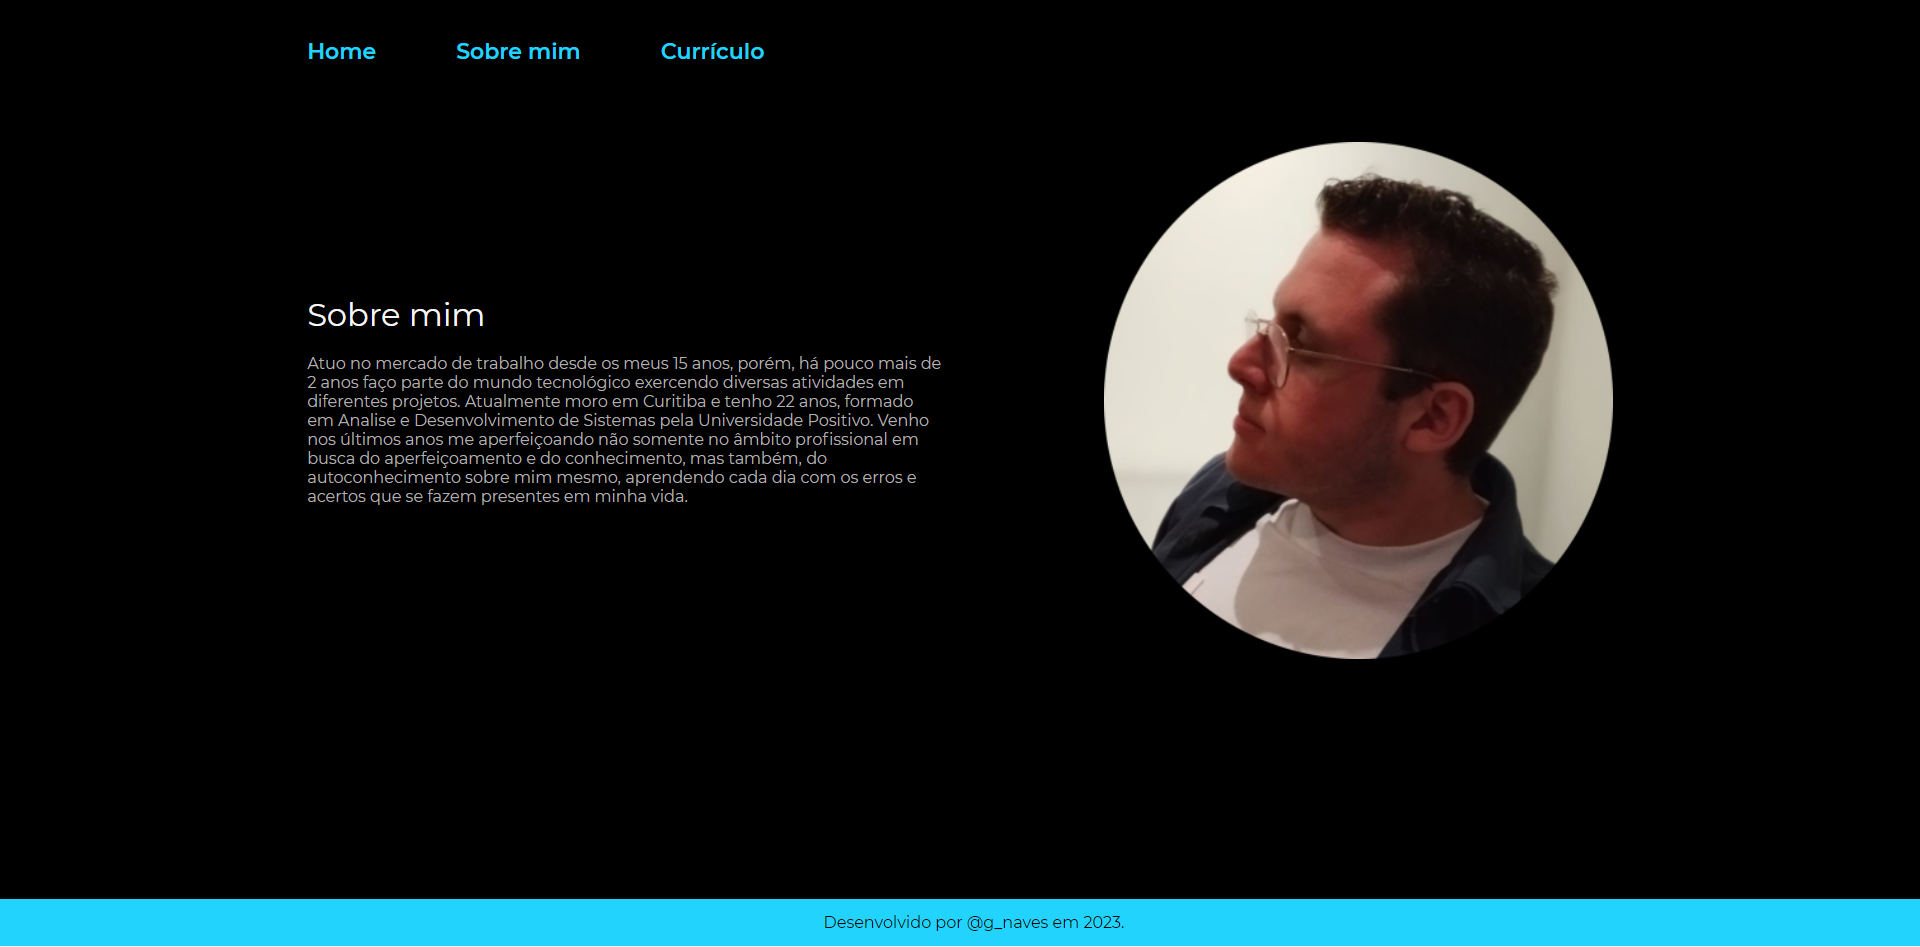 Home Sobre mim Currículo
Sobre mim
Atuo no mercado de trabalho desde os meus 15 anos, porém, há pouco mais de
2 anos faço parte do mundo tecnológico exercendo diversas atividades em
diferentes projetos. Atualmente moro em Curitiba e tenho 22 anos, formado
em Analise e Desenvolvimento de Sistemas pela Universidade Positivo. Venho
nos últimos anos me aperfeiçoando não somente no âmbito profissional em
busca do aperfeiçoamento e do conhecimento, mas também, do
autoconhecimento sobre mim mesmo, aprendendo cada dia com os erros e
acertos que se fazem presentes em minha vida.
Desenvolvido por @g_naves em 2023.